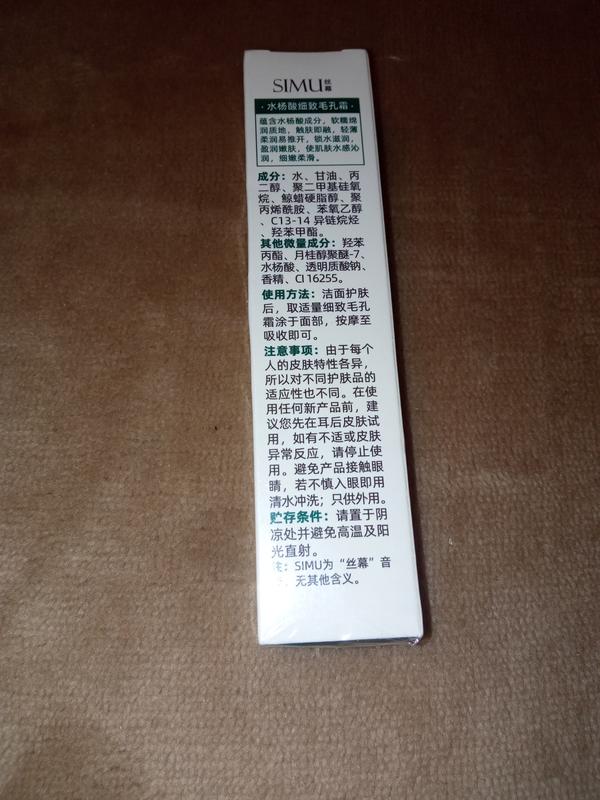 SIMU丝幕
·水杨酸细致毛孔霜·
蕴含水杨酸成分，软糯绵
润质地，触肤即融，轻薄
柔润易推开，锁水滋润，
盈润嫩肤，使肌肤水感沁
润，细嫩柔滑。
成分：水、甘油、丙
二醇、聚二甲基硅氧
烷、鲸蜡硬脂醇、聚
丙烯酰胺、苯氧乙醇
、C13-14 异链烷烃
、羟苯甲酯。
其他微量成分：羟苯
丙酯、月桂醇聚醚-7、
水杨酸、透明质酸钠、
香精、CI 16255。
使用方法：洁面护肤
后，取适量细致毛孔
霜涂于面部，按摩至
吸收即可。
注意事项：由于每个
人的皮肤特性各异，
所以对不同护肤品的
适应性也不同。在使
用任何新产品前，建
议您先在耳后皮肤试
用，如有不适或皮肤
异常反应，请停止使
用。避免产品接触眼
睛，若不慎入眼即用
清水冲洗；只供外用。
贮存条件：请置于阴
凉处并避免高温及阳
光直射。
注：SIMU为“丝幕”音
，无其他含义。